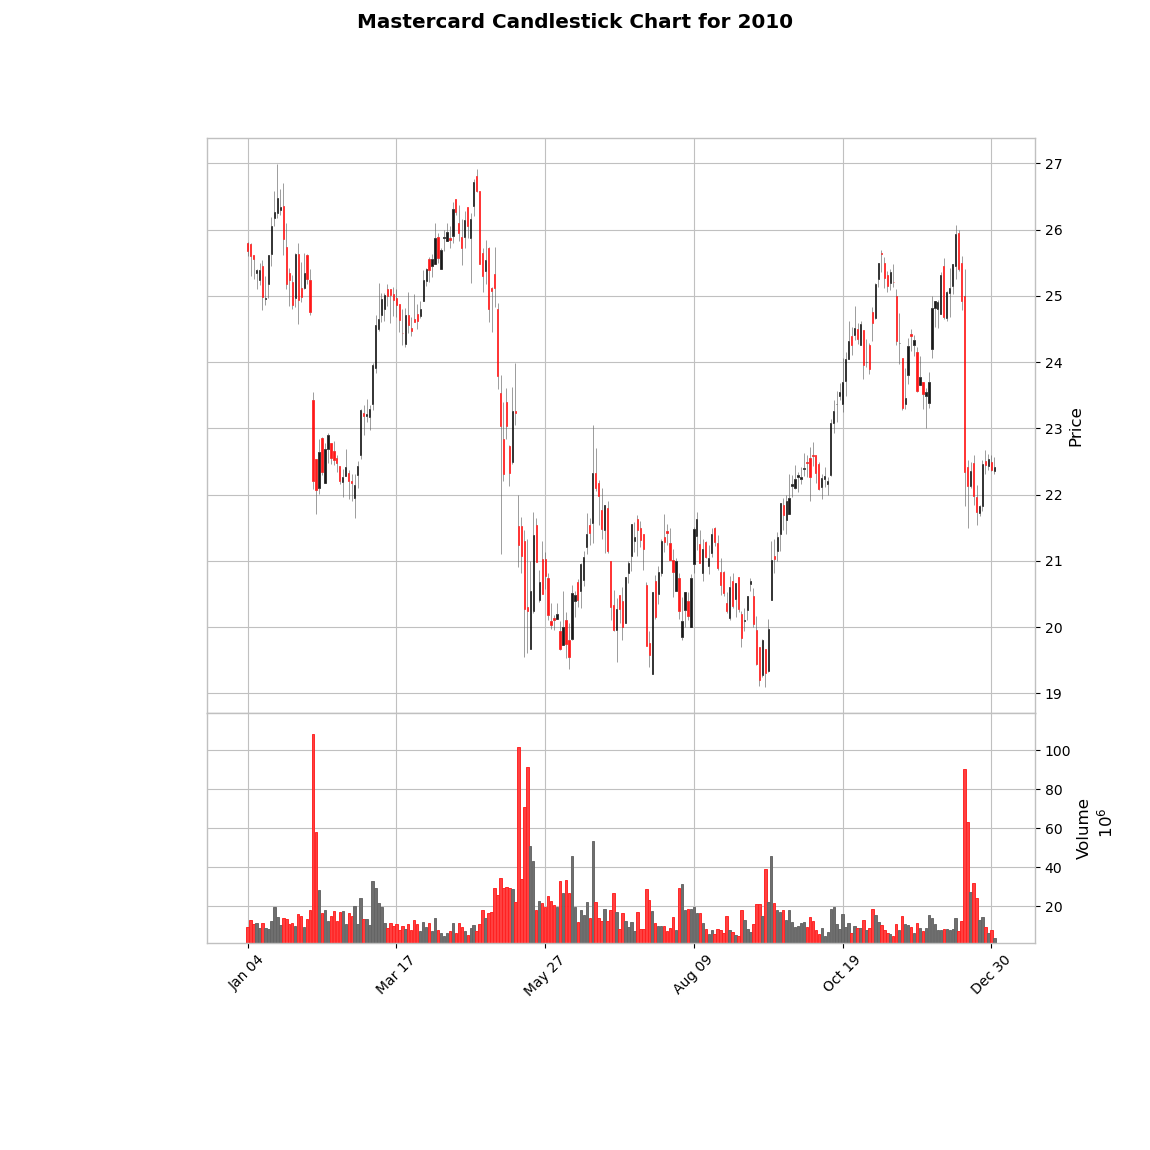 Mastercard Candlestick Chart for 2010
27
26
25
24
23
22
21
20
19
Price
100
80
60
40
20
Volume
10⁶
Jan 04
Mar 17
May 27
Aug 09
Oct 19
Dec 30